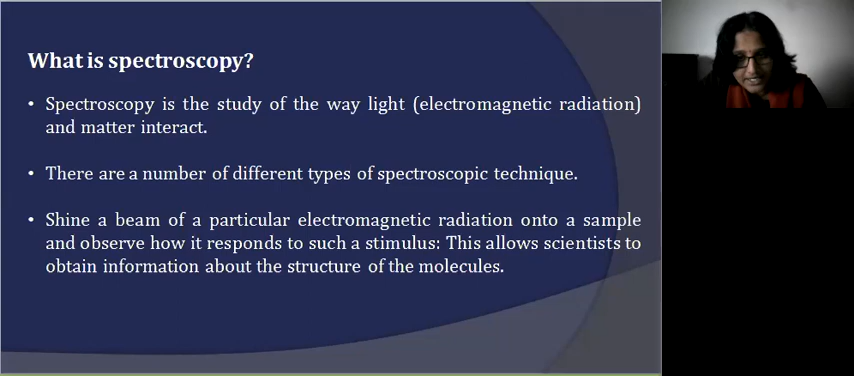 What is spectroscopy?
• Spectroscopy is the study of the way light (electromagnetic radiation)
and matter interact.
• There are a number of different types of spectroscopic technique.
• Shine a beam of a particular electromagnetic radiation onto a sample
and observe how it responds to such a stimulus: This allows scientists to
obtain information about the structure of the molecules.